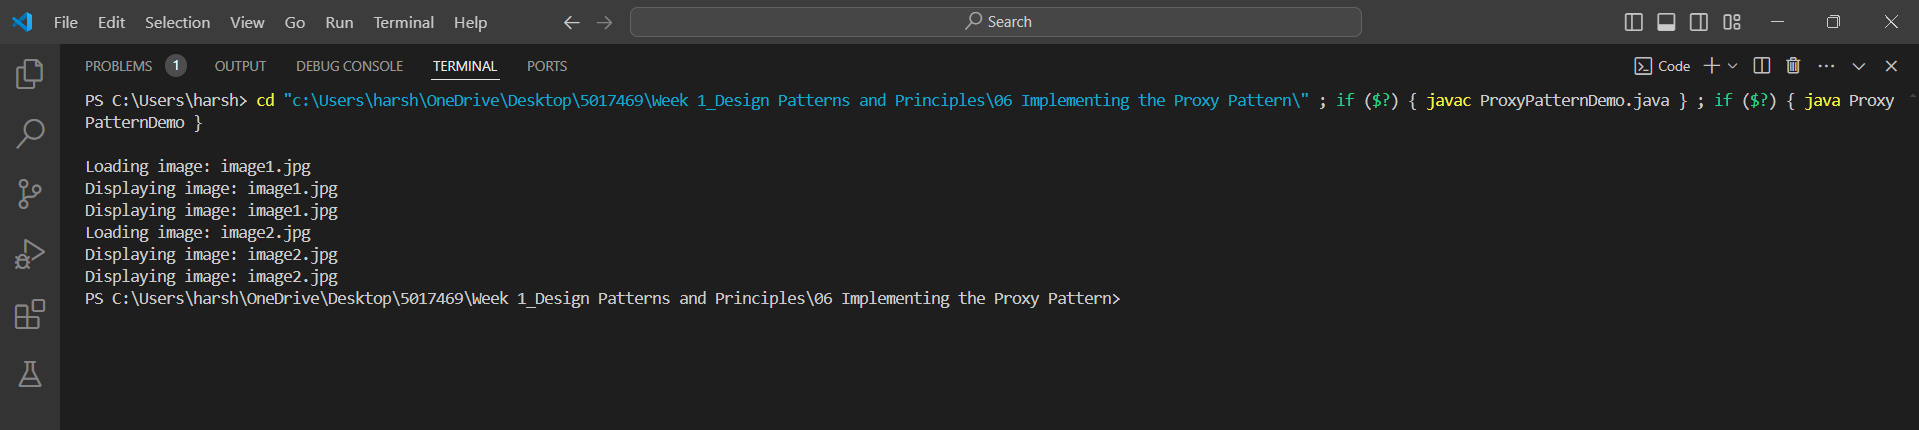 File Edit Selection View Go Run Terminal Help Search
PROBLEMS 1 OUTPUT DEBUG CONSOLE TERMINAL PORTS Code
PS C:\Users\harsh> cd "c:\Users\harsh\OneDrive\Desktop\5017469\Week 1_Design Patterns and Principles\06 Implementing the Proxy Pattern\" ; if ($?) { javac ProxyPatternDemo.java } ; if ($?) { java Proxy
PatternDemo }
Loading image: image1.jpg
Displaying image: image1.jpg
Displaying image: image1.jpg
Loading image: image2.jpg
Displaying image: image2.jpg
Displaying image: image2.jpg
PS C:\Users\harsh\OneDrive\Desktop\5017469\Week 1_Design Patterns and Principles\06 Implementing the Proxy Pattern>